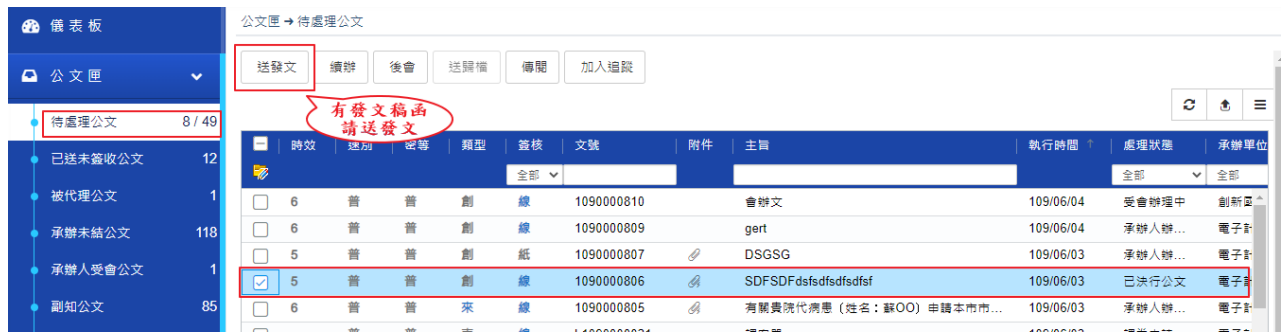 儀表板
公文匣
待處理公文 8 / 49
已送未簽收公文 12
被代理公文 1
承辦未結公文 118
承辦人受會公文 1
副知公文 85
公文匣 ➔ 待處理公文
送發文 續辦 後會 送歸檔 傳閱 加入追蹤
有發文稿函
請送發文
時效 速別 密等 類型 簽核 文號 附件 主旨 執行時間 ↑ 處理狀態 承辦單位
全部 全部 全部
6 普 普 創 線 1090000810 會辦文 109/06/04 受會辦理中 創新
6 普 普 創 線 1090000809 gert 109/06/04 承辦人辦... 電子
5 普 普 創 紙 1090000807 DSGSG 109/06/03 承辦人辦... 電子
5 普 普 創 線 1090000806 SDFSDFdsfsdfsdfsdfsf 109/06/03 已決行公文 電子
6 普 普 來 線 1090000805 有關貴院代病患（姓名：蘇OO）申請本市市... 109/06/03 承辦人辦... 電子